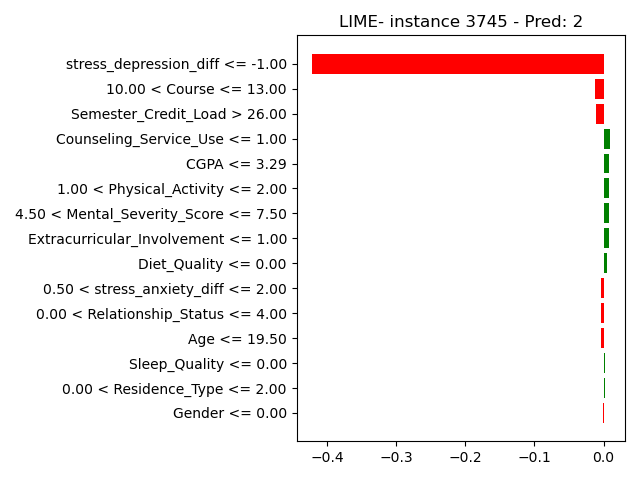 LIME- instance 3745 - Pred: 2
stress_depression_diff <= -1.00
10.00 < Course <= 13.00
Semester_Credit_Load > 26.00
Counseling_Service_Use <= 1.00
CGPA <= 3.29
1.00 < Physical_Activity <= 2.00
4.50 < Mental_Severity_Score <= 7.50
Extracurricular_Involvement <= 1.00
Diet_Quality <= 0.00
0.50 < stress_anxiety_diff <= 2.00
0.00 < Relationship_Status <= 4.00
Age <= 19.50
Sleep_Quality <= 0.00
0.00 < Residence_Type <= 2.00
Gender <= 0.00
−0.4 −0.3 −0.2 −0.1 0.0